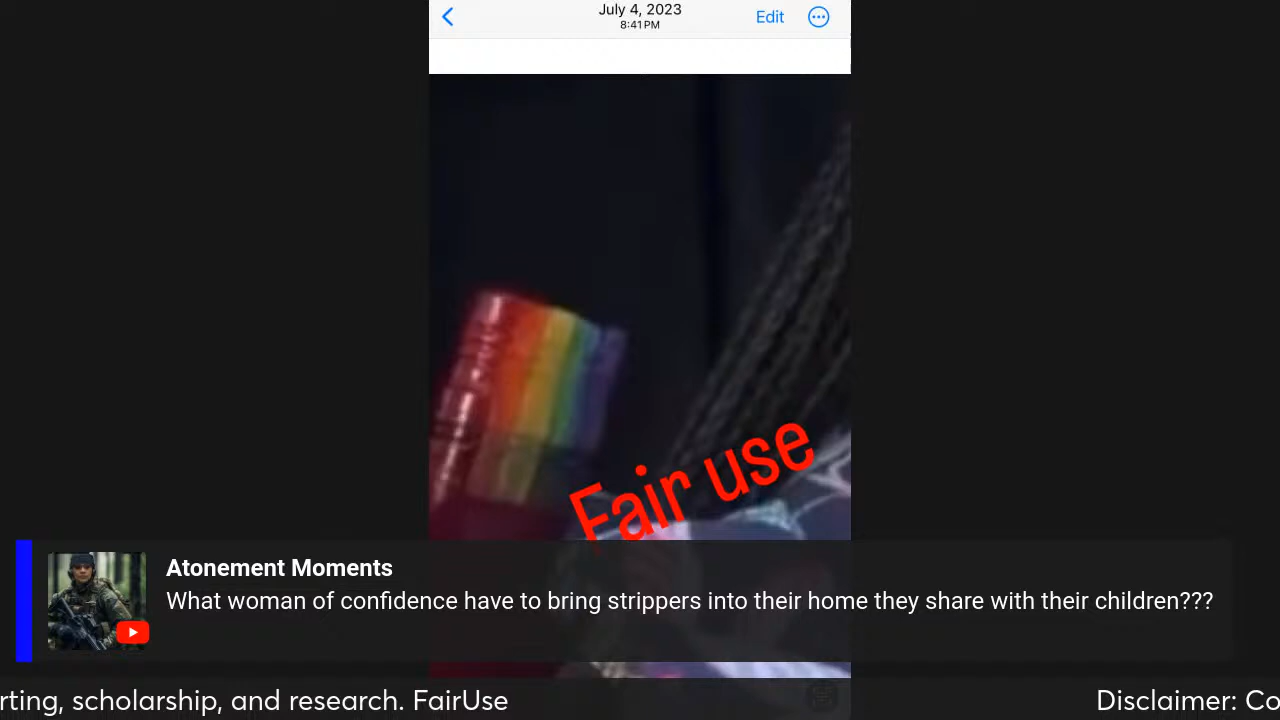 July 4, 2023
8:41 PM
Edit
Fair use
Atonement Moments
What woman of confidence have to bring strippers into their home they share with their children???
rting, scholarship, and research. FairUse
Disclaimer: Co